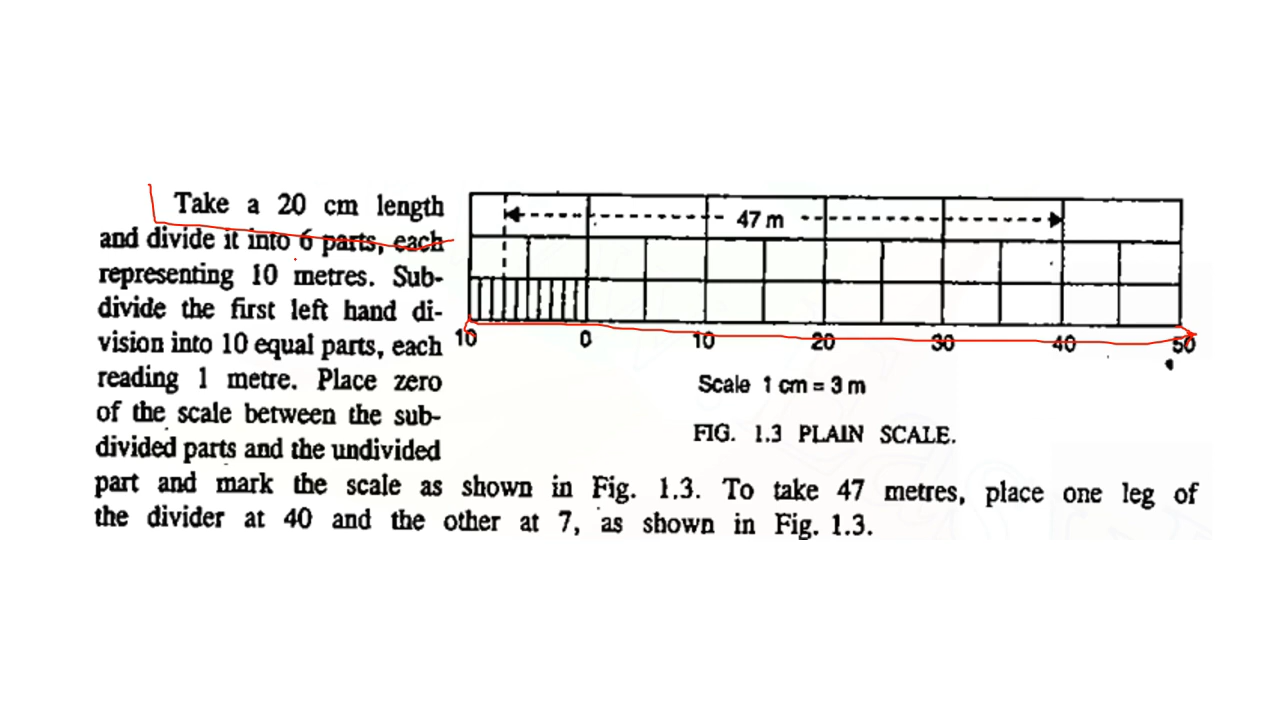 Take a 20 cm length
and divide it into 6 parts, each
representing 10 metres. Sub-
divide the first left hand di-
vision into 10 equal parts, each
reading 1 metre. Place zero
of the scale between the sub-
divided parts and the undivided
47 m
10 0 10 20 30 40 50
Scale 1 cm = 3 m
FIG. 1.3 PLAIN SCALE.
part and mark the scale as shown in Fig. 1.3. To take 47 metres, place one leg of
the divider at 40 and the other at 7, as shown in Fig. 1.3.